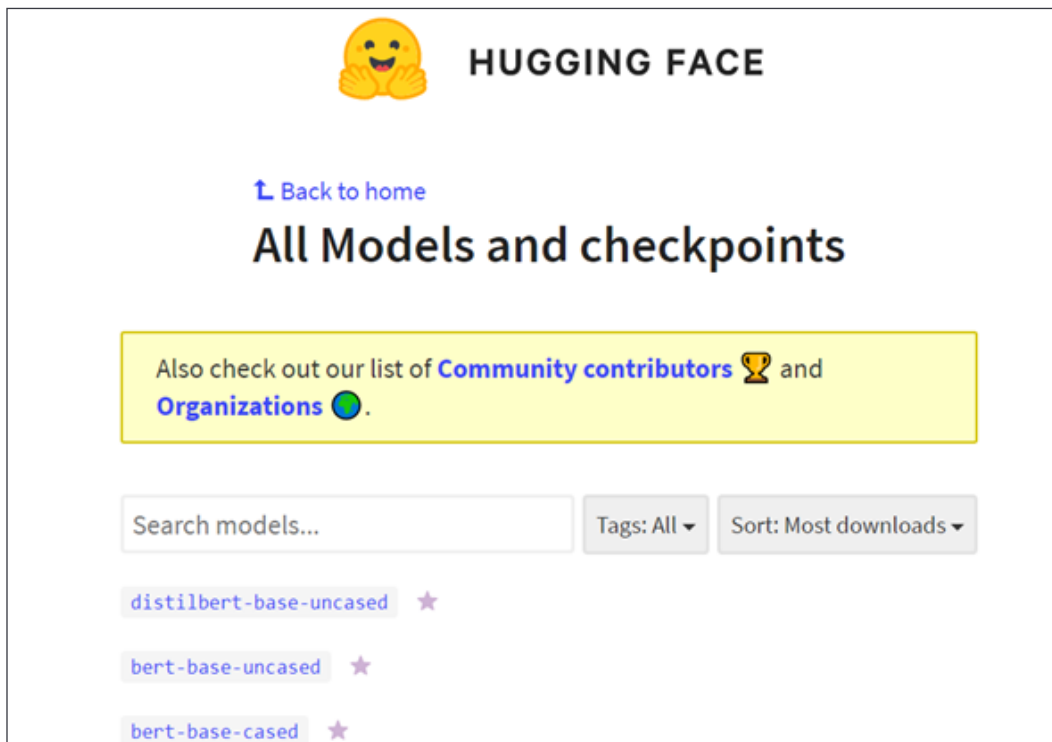 HUGGING FACE
Back to home
All Models and checkpoints
Also check out our list of Community contributors 🏆 and
Organizations 🌍.
Search models... Tags: All Sort: Most downloads
distilbert-base-uncased
bert-base-uncased
bert-base-cased